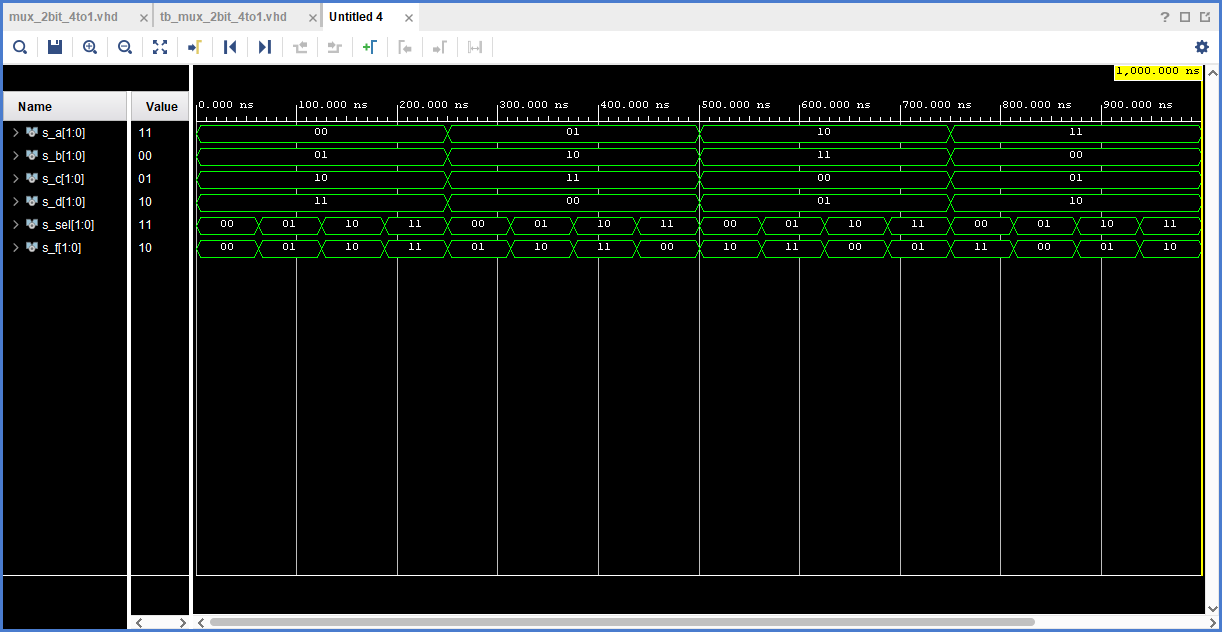 mux_2bit_4to1.vhd × tb_mux_2bit_4to1.vhd × Untitled 4 × ?
1,000.000 ns
Name Value 0.000 ns 100.000 ns 200.000 ns 300.000 ns 400.000 ns 500.000 ns 600.000 ns 700.000 ns 800.000 ns 900.000 ns
s_a[1:0] 11 00 01 10 11
s_b[1:0] 00 01 10 11 00
s_c[1:0] 01 10 11 00 01
s_d[1:0] 10 11 00 01 10
s_sel[1:0] 11 00 01 10 11 00 01 10 11 00 01 10 11 00 01 10 11
s_f[1:0] 10 00 01 10 11 01 10 11 00 10 11 00 01 11 00 01 10